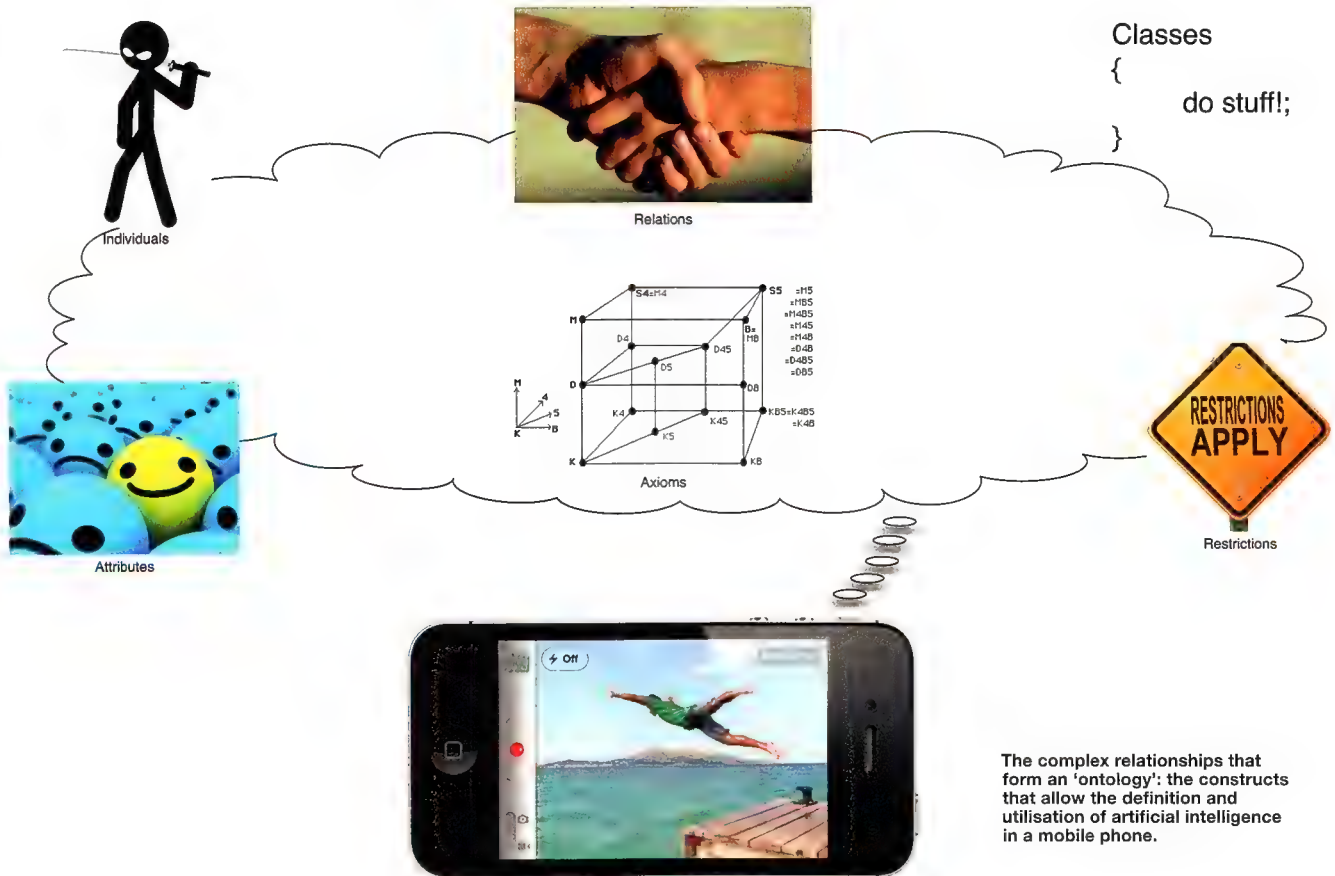 Classes
{
do stuff!;
}
Individuals
Relations
S4=M4
S5
=M5
=MB5
=M4B5
=M45
=M4B
=D4B
=D4B5
=DB5
M
B=
MB
D4
D45
D5
D
DB
M
4
5
K
B
K4
K45
KB5=K4B5
=K4B
K5
K
KB
Axioms
RESTRICTIONS
APPLY
Restrictions
Attributes
Off
The complex relationships that
form an 'ontology': the constructs
that allow the definition and
utilisation of artificial intelligence
in a mobile phone.